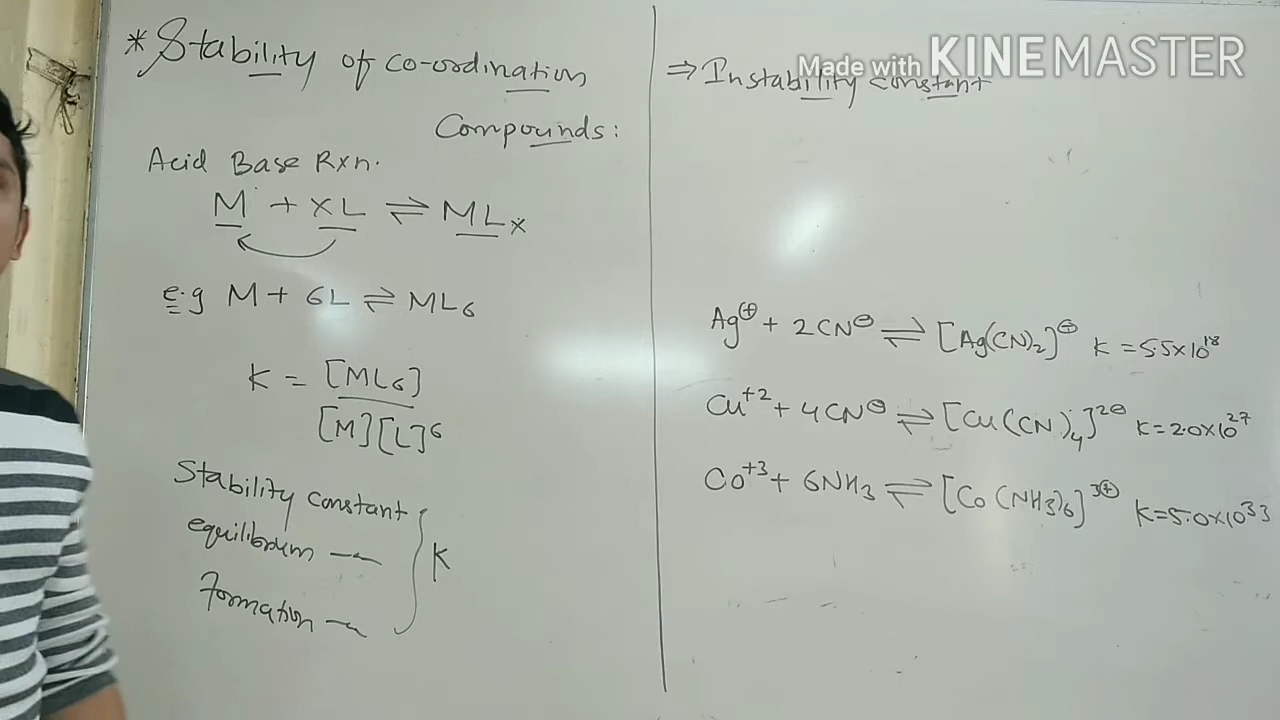 * Stability of co-ordination
Compounds:
Acid Base Rxn.
M + xL ⇌ MLx
e.g M + 6L ⇌ ML6
K = [ML6]
[M][L]^6
Stability constant
equilibrum —〃—
Formation —〃—
} K
⇒ Instability constant
Made with KINEMASTER
Ag⊕ + 2CN⊖ ⇌ [Ag(CN)2]⊖ K = 5.5×10^18
Cu^+2 + 4CN⊖ ⇌ [Cu(CN)4]^2⊖ K = 2.0×10^27
Co^+3 + 6NH3 ⇌ [Co(NH3)6]^3⊕ K = 5.0×10^33